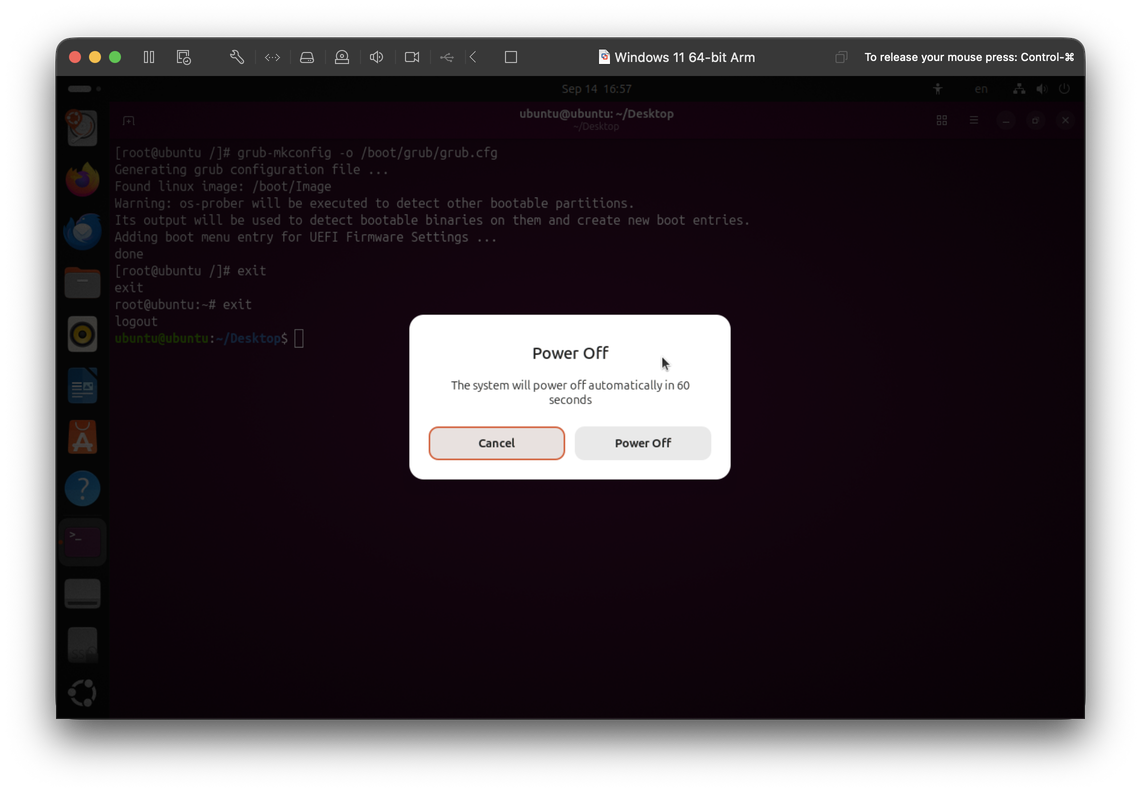 Windows 11 64-bit Arm
To release your mouse press: Control-⌘
Sep 14 16:57
en
ubuntu@ubuntu: ~/Desktop
~/Desktop
[root@ubuntu /]# grub-mkconfig -o /boot/grub/grub.cfg
Generating grub configuration file ...
Found linux image: /boot/Image
Warning: os-prober will be executed to detect other bootable partitions.
Its output will be used to detect bootable binaries on them and create new boot entries.
Adding boot menu entry for UEFI Firmware Settings ...
done
[root@ubuntu /]# exit
exit
root@ubuntu:~# exit
logout
ubuntu@ubuntu:~/Desktop$
Power Off
The system will power off automatically in 60
seconds
Cancel
Power Off